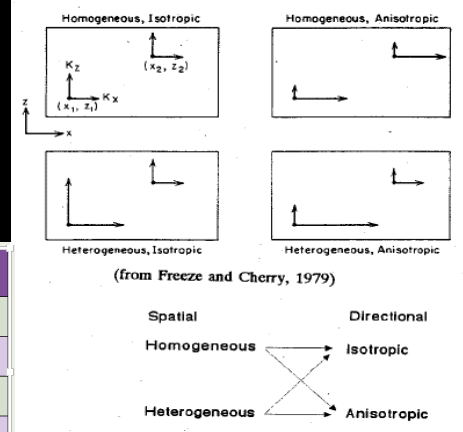 Homogeneous, Isotropic
Homogeneous, Anisotropic
Kz
(x2, z2)
Kx
(x1, z1)
z
x
Heterogeneous, Isotropic
Heterogeneous, Anisotropic
(from Freeze and Cherry, 1979)
Spatial Directional
Homogeneous Isotropic
Heterogeneous Anisotropic